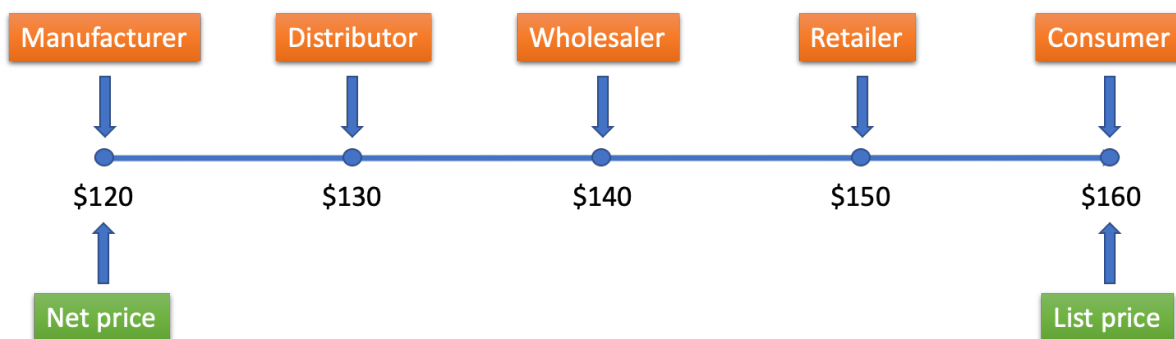 Manufacturer Distributor Wholesaler Retailer Consumer
$120 $130 $140 $150 $160
Net price List price